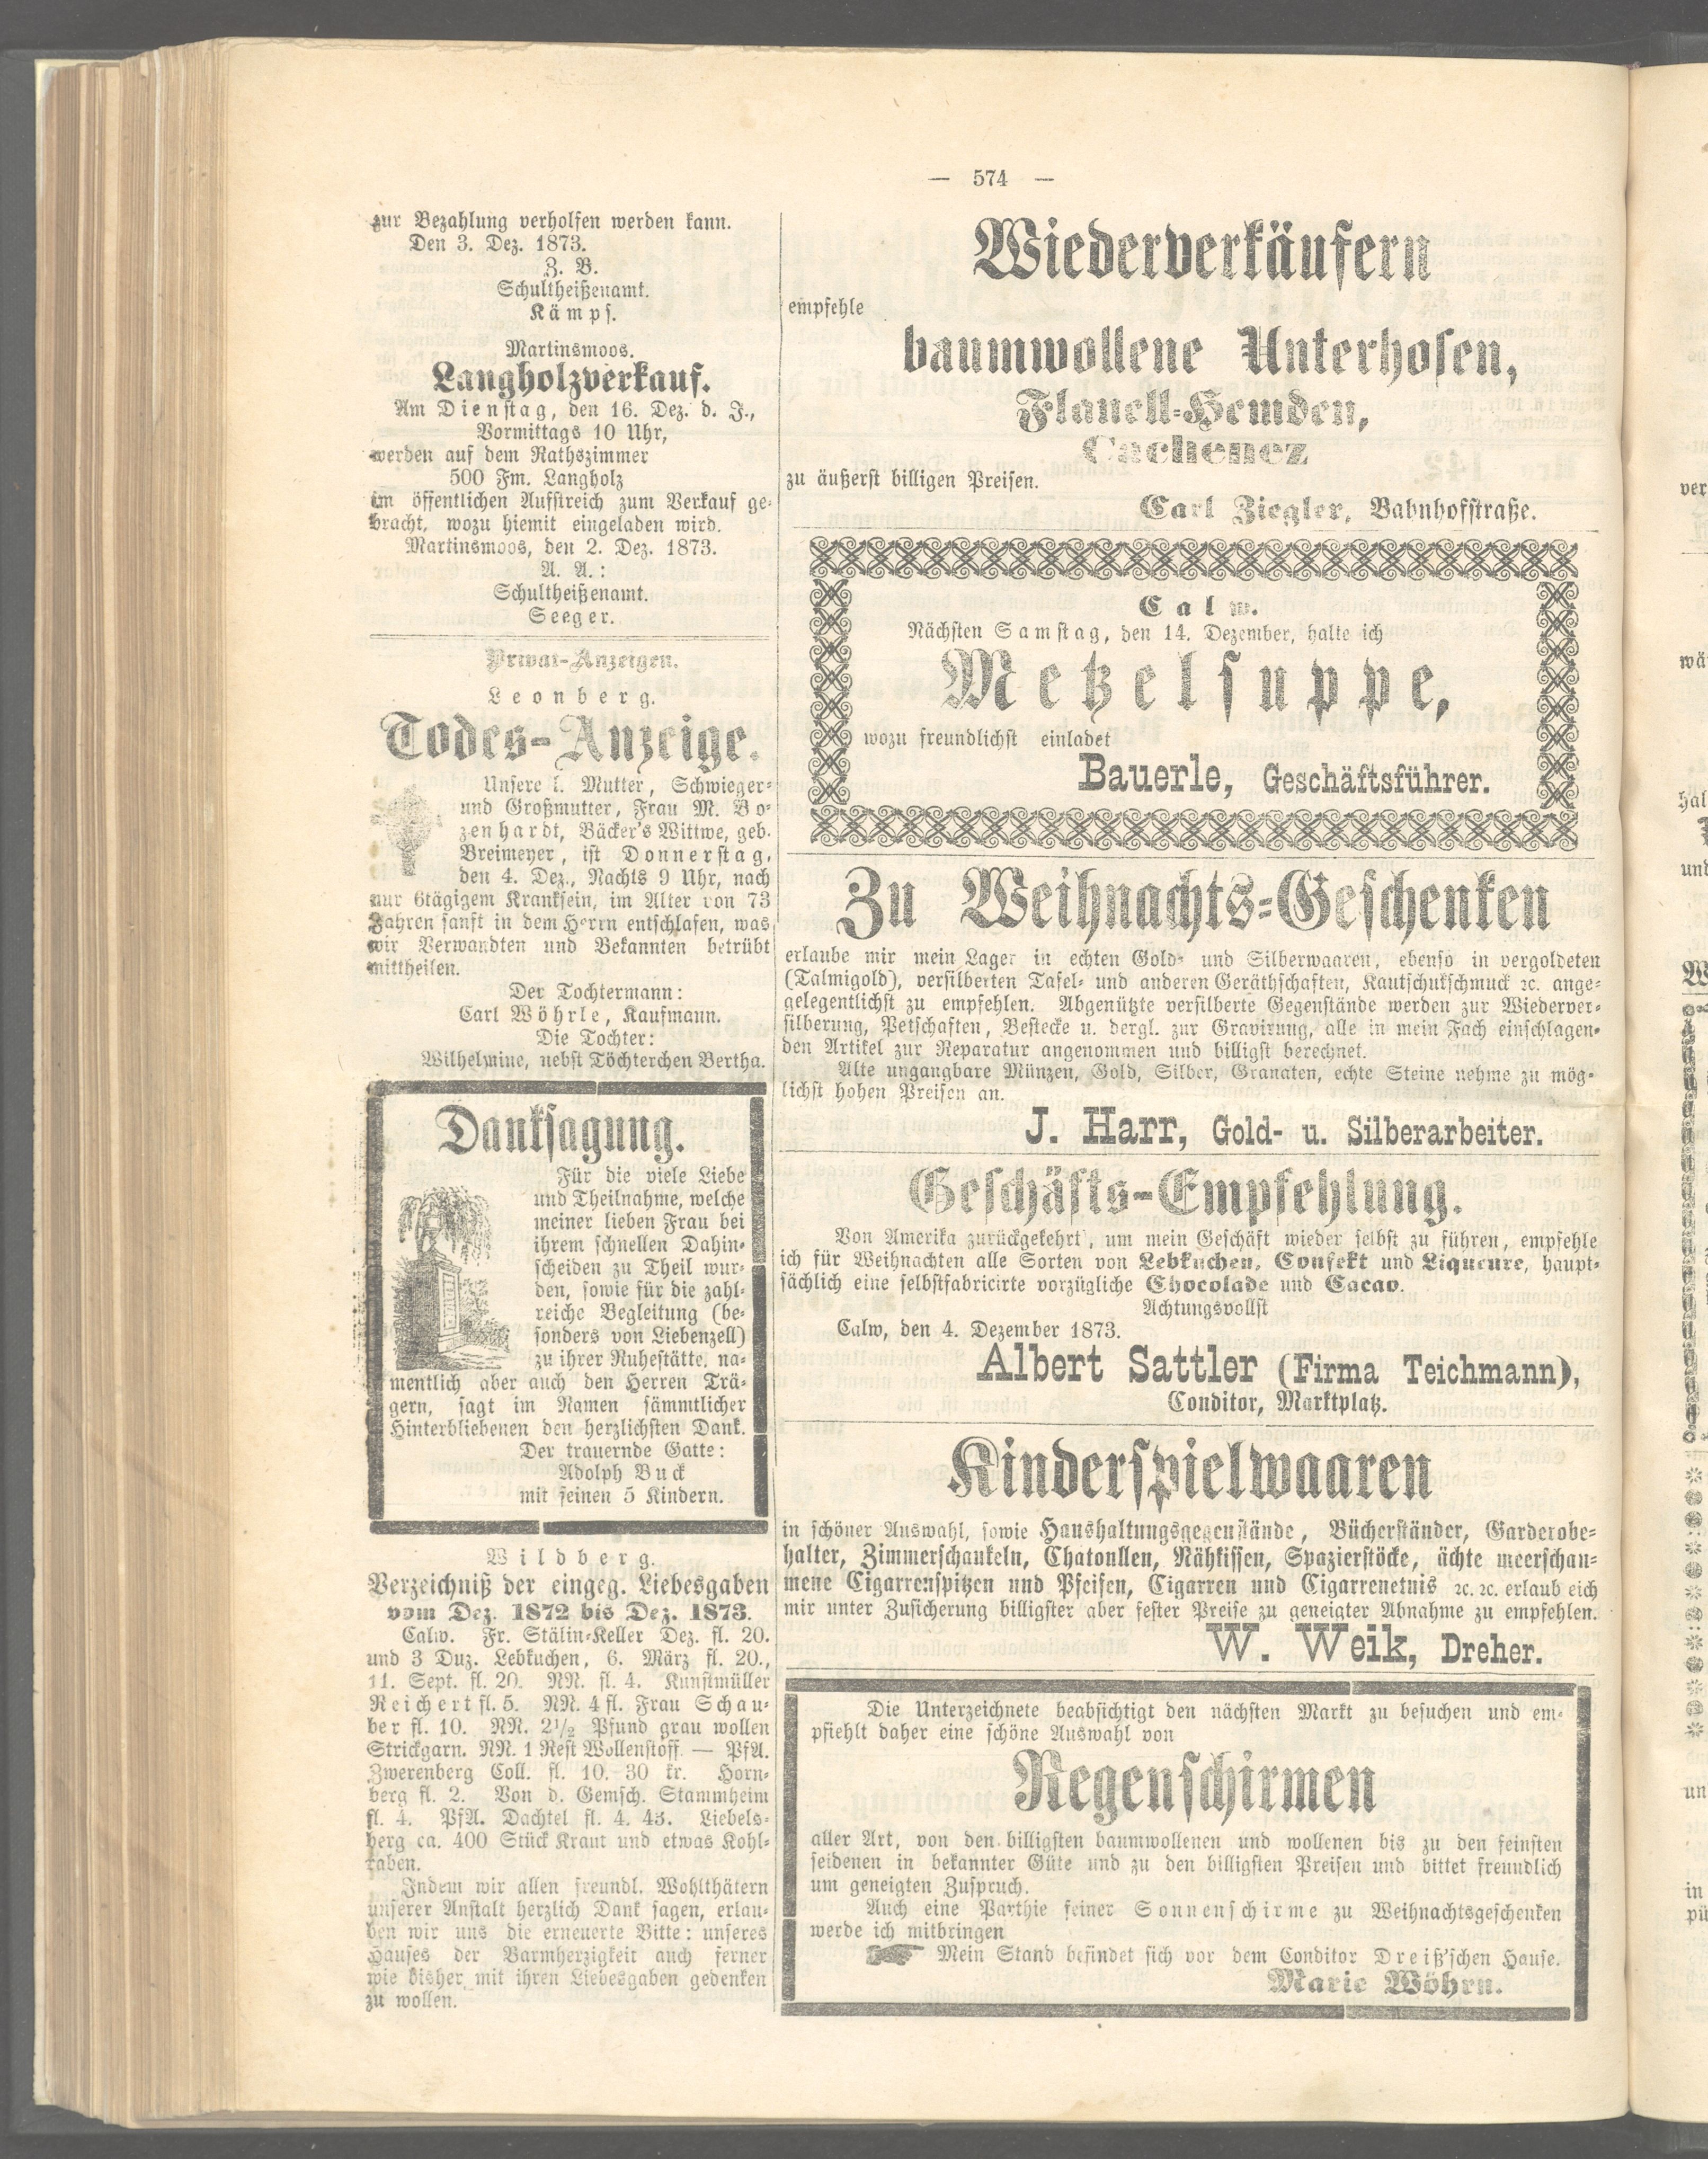 — 574 —
zur Bezahlung verholfen werden kann.
Den 3. Dez. 1873.
Z. B.
Schultheißenamt.
Kämpf.
Martinsmoos.
Langholzverkauf.
Am Dienstag, den 16. Dez. d. J.,
Vormittags 10 Uhr,
werden auf dem Rathszimmer
500 Fm. Langholz
im öffentlichen Aufstreich zum Verkauf ge-
bracht, wozu hiemit eingeladen wird.
Martinsmoos, den 2. Dez. 1873.
A. A.:
Schultheißenamt.
Seeger.
Privat-Anzeigen.
Leonberg.
Todes-Anzeige.
Unsere l. Mutter, Schwieger-
und Großmutter, Frau M. Bo-
zenhardt, Bäcker's Wittwe, geb.
Breimeyer, ist Donnerstag,
den 4. Dez., Nachts 9 Uhr, nach
nur 6tägigem Kranksein, im Alter von 73
Jahren sanft in dem Herrn entschlafen, was
wir Verwandten und Bekannten betrübt
mittheilen.
Der Tochtermann:
Carl Wöhrle, Kaufmann.
Die Tochter:
Wilhelmine, nebst Töchterchen Bertha.
Danksagung.
Für die viele Liebe
und Theilnahme, welche
meiner lieben Frau bei
ihrem schnellen Dahin-
scheiden zu Theil wur-
den, sowie für die zahl-
reiche Begleitung (be-
sonders von Liebenzell)
zu ihrer Ruhestätte, na-
mentlich aber auch den Herren Trä-
gern, sagt im Namen sämmtlicher
Hinterbliebenen den herzlichsten Dank.
Der trauernde Gatte:
Adolph Buck
mit seinen 5 Kindern.
Wildberg.
Verzeichniß der eingeg. Liebesgaben
vom Dez. 1872 bis Dez. 1873.
Calw. Fr. Stälin-Keller Dez. fl. 20.
und 3 Duz. Lebkuchen, 6. März fl. 20.,
11. Sept. fl. 20. NN. fl. 4. Kunstmüller
Reichert fl. 5. NN. 4 fl. Frau Schau-
ber fl. 10. NN. 2½ Pfund grau wollen
Strickgarn. NN. 1 Rest Wollenstoff. — PfA.
Zwerenberg Coll. fl. 10. 30 kr. Horn-
berg fl. 2. Von d. Gemsch. Stammheim
fl. 4. PfA. Dachtel fl. 4. 43. Liebels-
berg ca. 400 Stück Kraut und etwas Kohl-
raben.
Indem wir allen freundl. Wohlthätern
unserer Anstalt herzlich Dank sagen, erlau-
ben wir uns die erneuerte Bitte: unseres
Hauses der Barmherzigkeit auch ferner
wie bisher mit ihren Liebesgaben gedenken
zu wollen.
Wiederverkäufern
empfehle
baumwollene Unterhosen,
Flanell-Hemden,
Cachenez
zu äußerst billigen Preisen.
Carl Ziegler, Bahnhofstraße.
Calw.
Nächsten Samstag, den 14. Dezember, halte ich
Metzelsuppe,
wozu freundlichst einladet
Bauerle, Geschäftsführer.
Zu Weihnachts-Geschenken
erlaube mir mein Lager in echten Gold- und Silberwaaren, ebenso in vergoldeten
(Talmigold), versilberten Tafel- und anderen Geräthschaften, Kautschukschmuck ꝛc. ange-
gelegentlichst zu empfehlen. Abgenützte versilberte Gegenstände werden zur Wiederver-
silberung, Petschaften, Bestecke u. dergl. zur Gravirung, alle in mein Fach einschlagen-
den Artikel zur Reparatur angenommen und billigst berechnet.
Alte ungangbare Münzen, Gold, Silber, Granaten, echte Steine nehme zu mög-
lichst hohen Preisen an.
J. Harr, Gold- u. Silberarbeiter.
Geschäfts-Empfehlung.
Von Amerika zurückgekehrt, um mein Geschäft wieder selbst zu führen, empfehle
ich für Weihnachten alle Sorten von Lebkuchen, Confekt und Liqueure, haupt-
sächlich eine selbstfabricirte vorzügliche Chocolade und Cacao.
Achtungsvollst
Calw, den 4. Dezember 1873.
Albert Sattler (Firma Teichmann),
Conditor, Marktplatz.
Kinderspielwaaren
in schöner Auswahl, sowie Haushaltungsgegenstände, Bücherständer, Garderobe-
halter, Zimmerschaukeln, Chatoullen, Nähkissen, Spazierstöcke, ächte meerschau-
mene Cigarrenspitzen und Pfeifen, Cigarren und Cigarrenetuis ꝛc. ꝛc. erlaub eich
mir unter Zusicherung billigster aber fester Preise zu geneigter Abnahme zu empfehlen.
W. Weik, Dreher.
Die Unterzeichnete beabsichtigt den nächsten Markt zu besuchen und em-
pfiehlt daher eine schöne Auswahl von
Regenschirmen
aller Art, von den billigsten baumwollenen und wollenen bis zu den feinsten
seidenen in bekannter Güte und zu den billigsten Preisen und bittet freundlich
um geneigten Zuspruch.
Auch eine Parthie feiner Sonnenschirme zu Weihnachtsgeschenken
werde ich mitbringen
Mein Stand befindet sich vor dem Conditor Dreiß'schen Hause.
Marie Wöhrn.